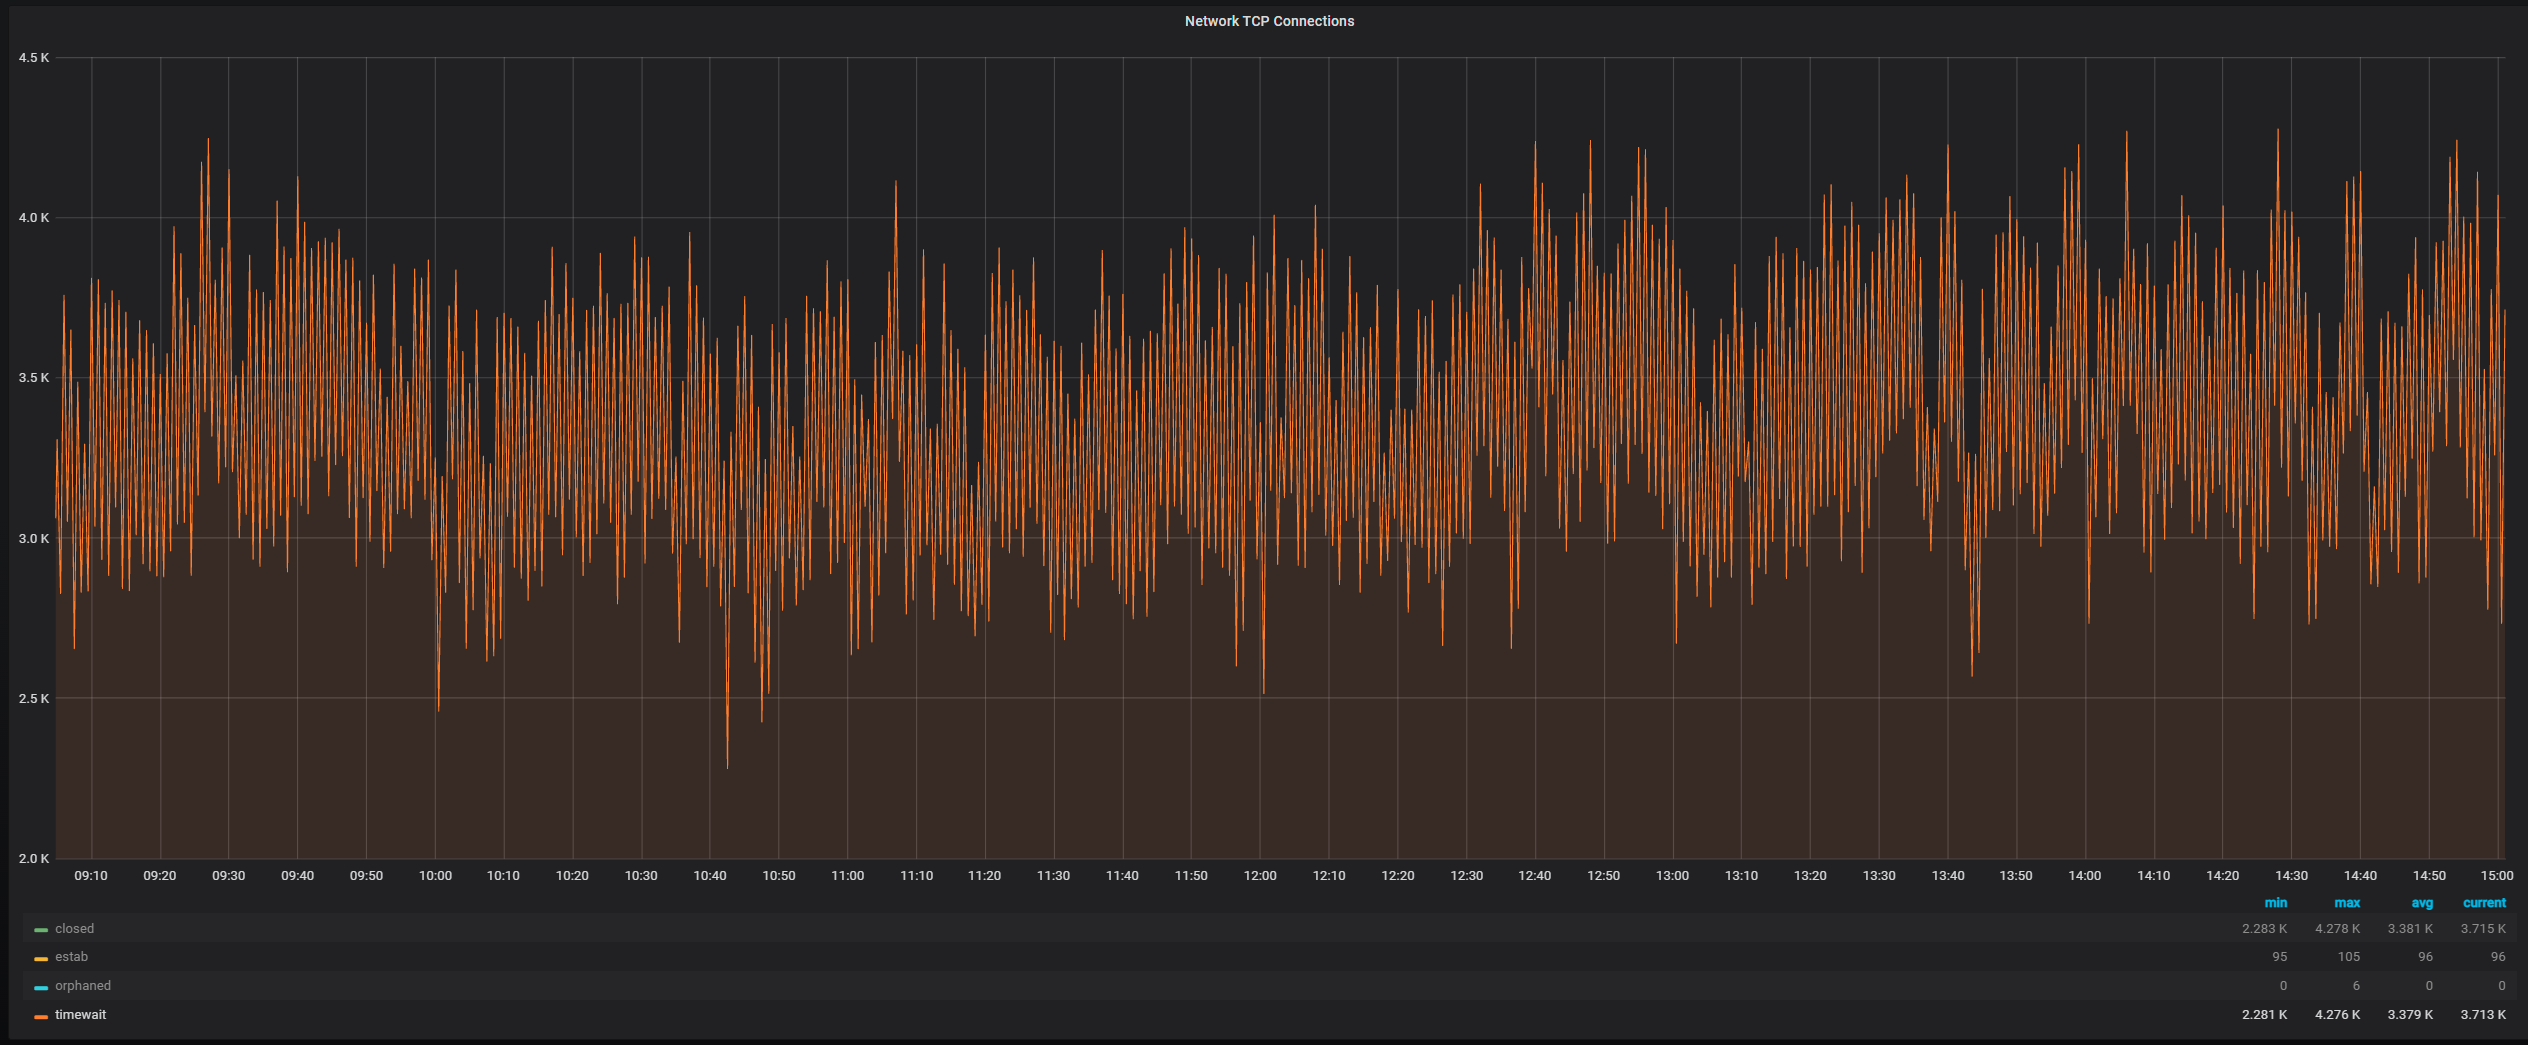 Network TCP Connections
4.5 K
4.0 K
3.5 K
3.0 K
2.5 K
2.0 K
09:10 09:20 09:30 09:40 09:50 10:00 10:10 10:20 10:30 10:40 10:50 11:00 11:10 11:20 11:30 11:40 11:50 12:00 12:10 12:20 12:30 12:40 12:50 13:00 13:10 13:20 13:30 13:40 13:50 14:00 14:10 14:20 14:30 14:40 14:50 15:00
min max avg current
closed 2.283 K 4.278 K 3.381 K 3.715 K
estab 95 105 96 96
orphaned 0 6 0 0
timewait 2.281 K 4.276 K 3.379 K 3.713 K